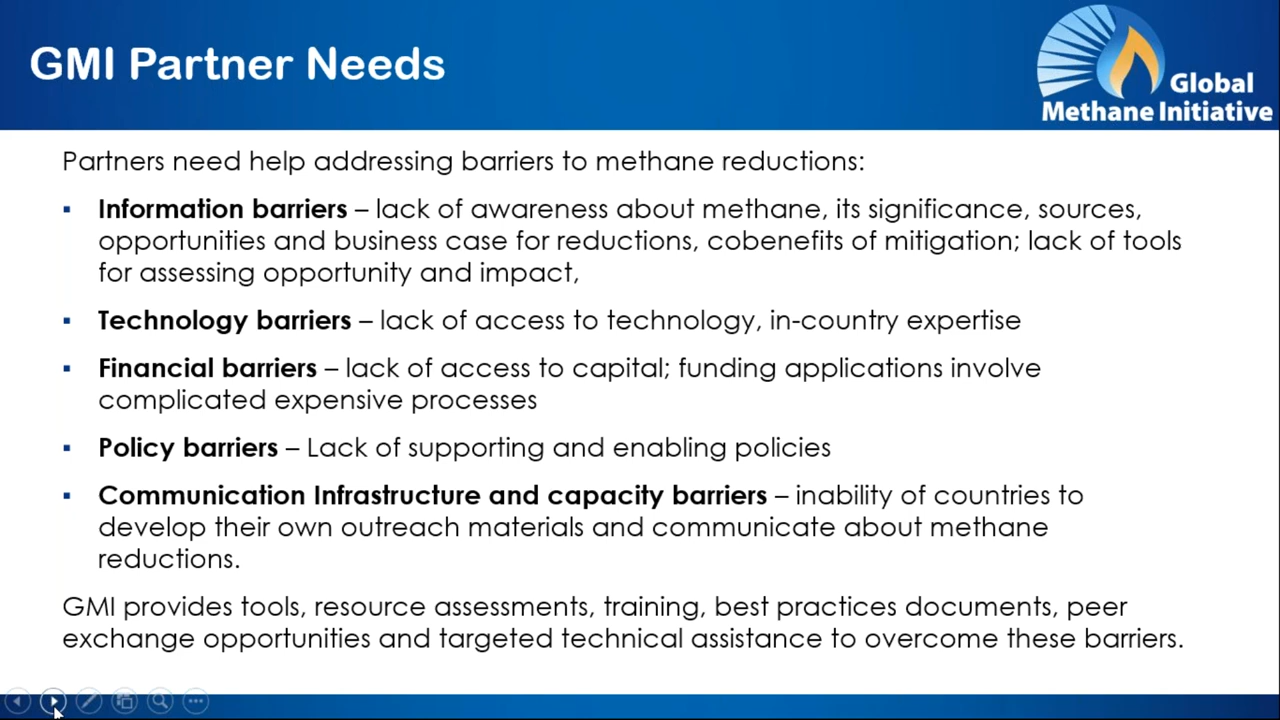 GMI Partner Needs
Global
Methane Initiative
Partners need help addressing barriers to methane reductions:
▪ Information barriers – lack of awareness about methane, its significance, sources,
opportunities and business case for reductions, cobenefits of mitigation; lack of tools
for assessing opportunity and impact,
▪ Technology barriers – lack of access to technology, in-country expertise
▪ Financial barriers – lack of access to capital; funding applications involve
complicated expensive processes
▪ Policy barriers – Lack of supporting and enabling policies
▪ Communication Infrastructure and capacity barriers – inability of countries to
develop their own outreach materials and communicate about methane
reductions.
GMI provides tools, resource assessments, training, best practices documents, peer
exchange opportunities and targeted technical assistance to overcome these barriers.